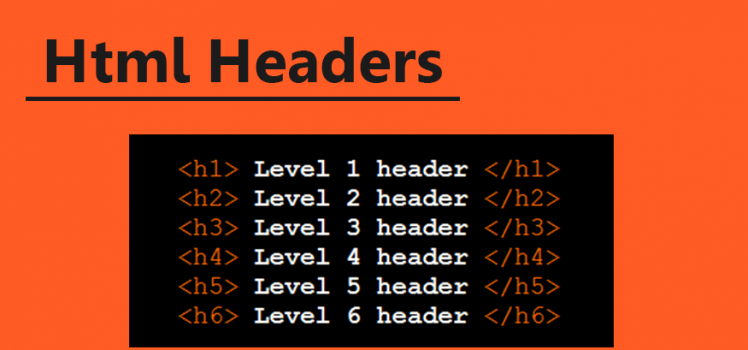 Html Headers
<h1> Level 1 header </h1>
<h2> Level 2 header </h2>
<h3> Level 3 header </h3>
<h4> Level 4 header </h4>
<h5> Level 5 header </h5>
<h6> Level 6 header </h6>